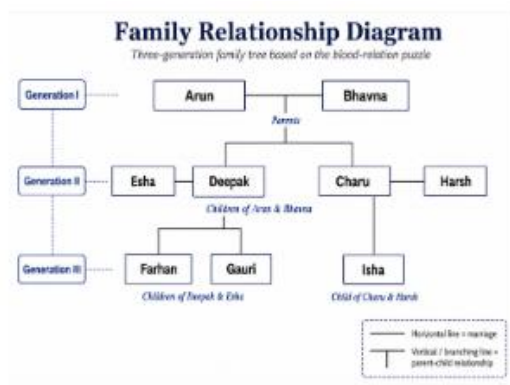 Family Relationship Diagram
Three-generation family tree based on the blood-relation puzzle
Generation I
Arun
Bhavna
Parents
Generation II
Esha
Deepak
Charu
Harsh
Children of Arun & Bhavna
Generation III
Farhan
Gauri
Isha
Children of Deepak & Esha
Child of Charu & Harsh
Horizontal line = marriage
Vertical / branching line =
parent-child relationship